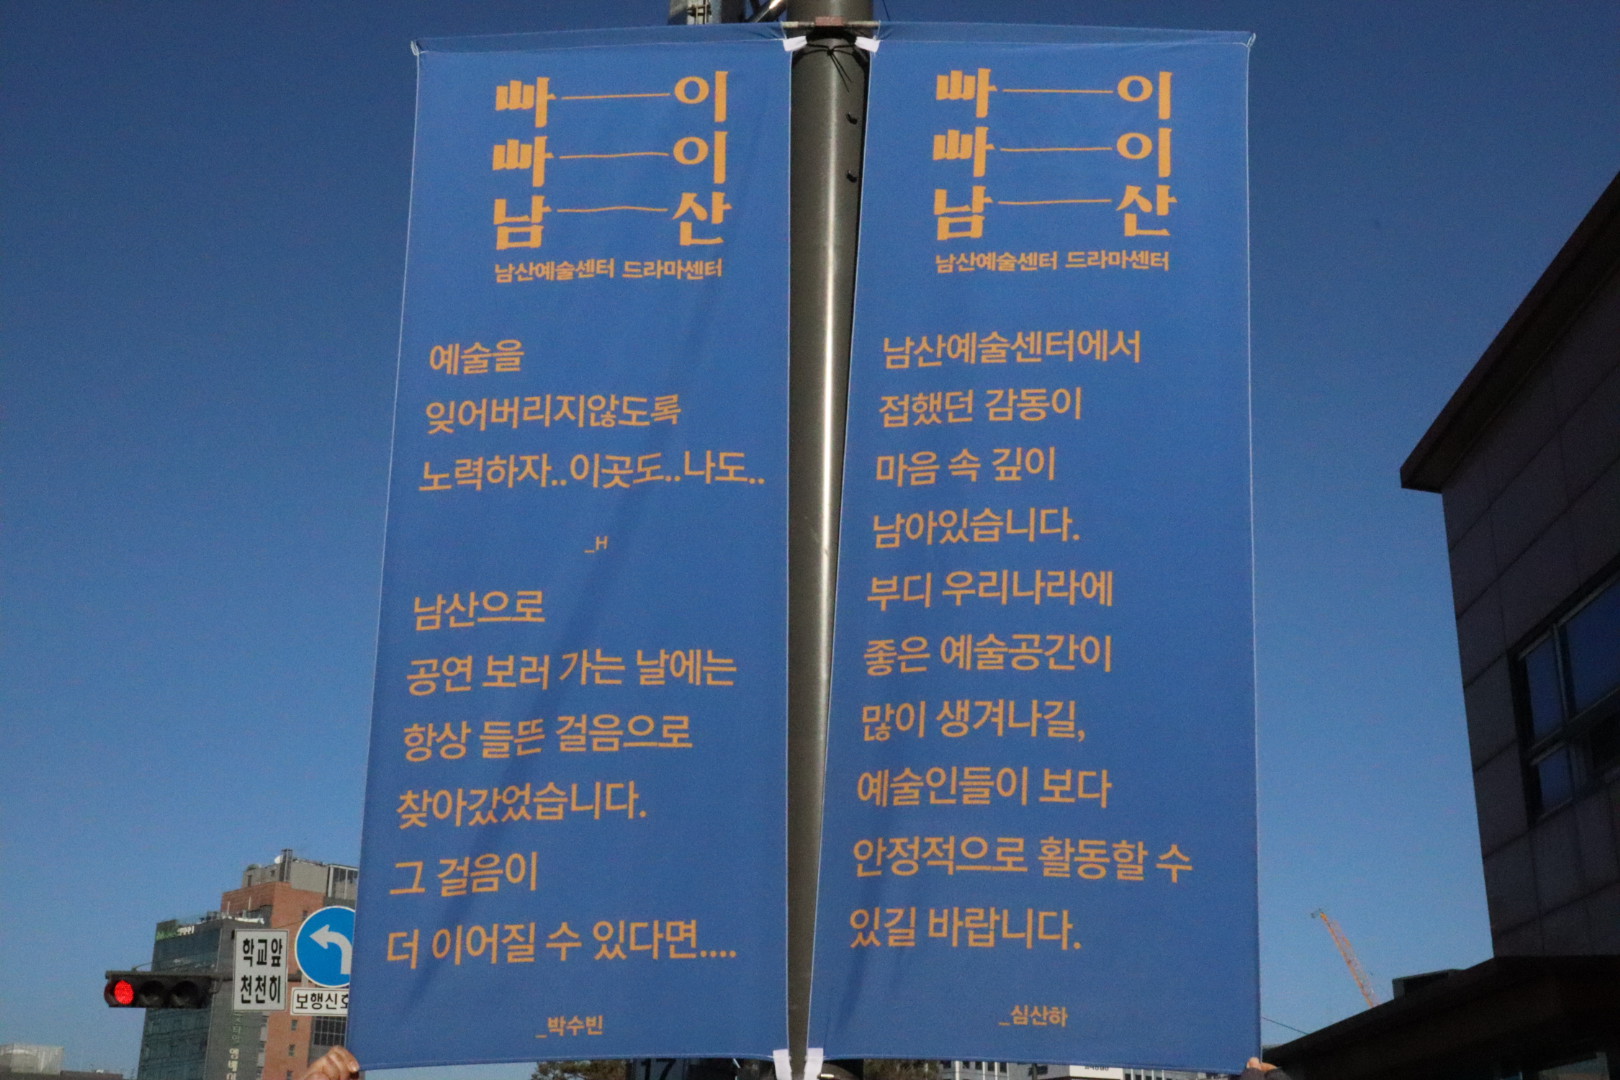 빠이
빠이
남산
남산예술센터 드라마센터
예술을
잊어버리지않도록
노력하자..이곳도..나도..
_H
남산으로
공연 보러 가는 날에는
항상 들뜬 걸음으로
찾아갔었습니다.
그 걸음이
더 이어질 수 있다면....
_박수빈
빠이
빠이
남산
남산예술센터 드라마센터
남산예술센터에서
접했던 감동이
마음 속 깊이
남아있습니다.
부디 우리나라에
좋은 예술공간이
많이 생겨나길,
예술인들이 보다
안정적으로 활동할 수
있길 바랍니다.
_심산하
학교앞
천천히
보행신호
17